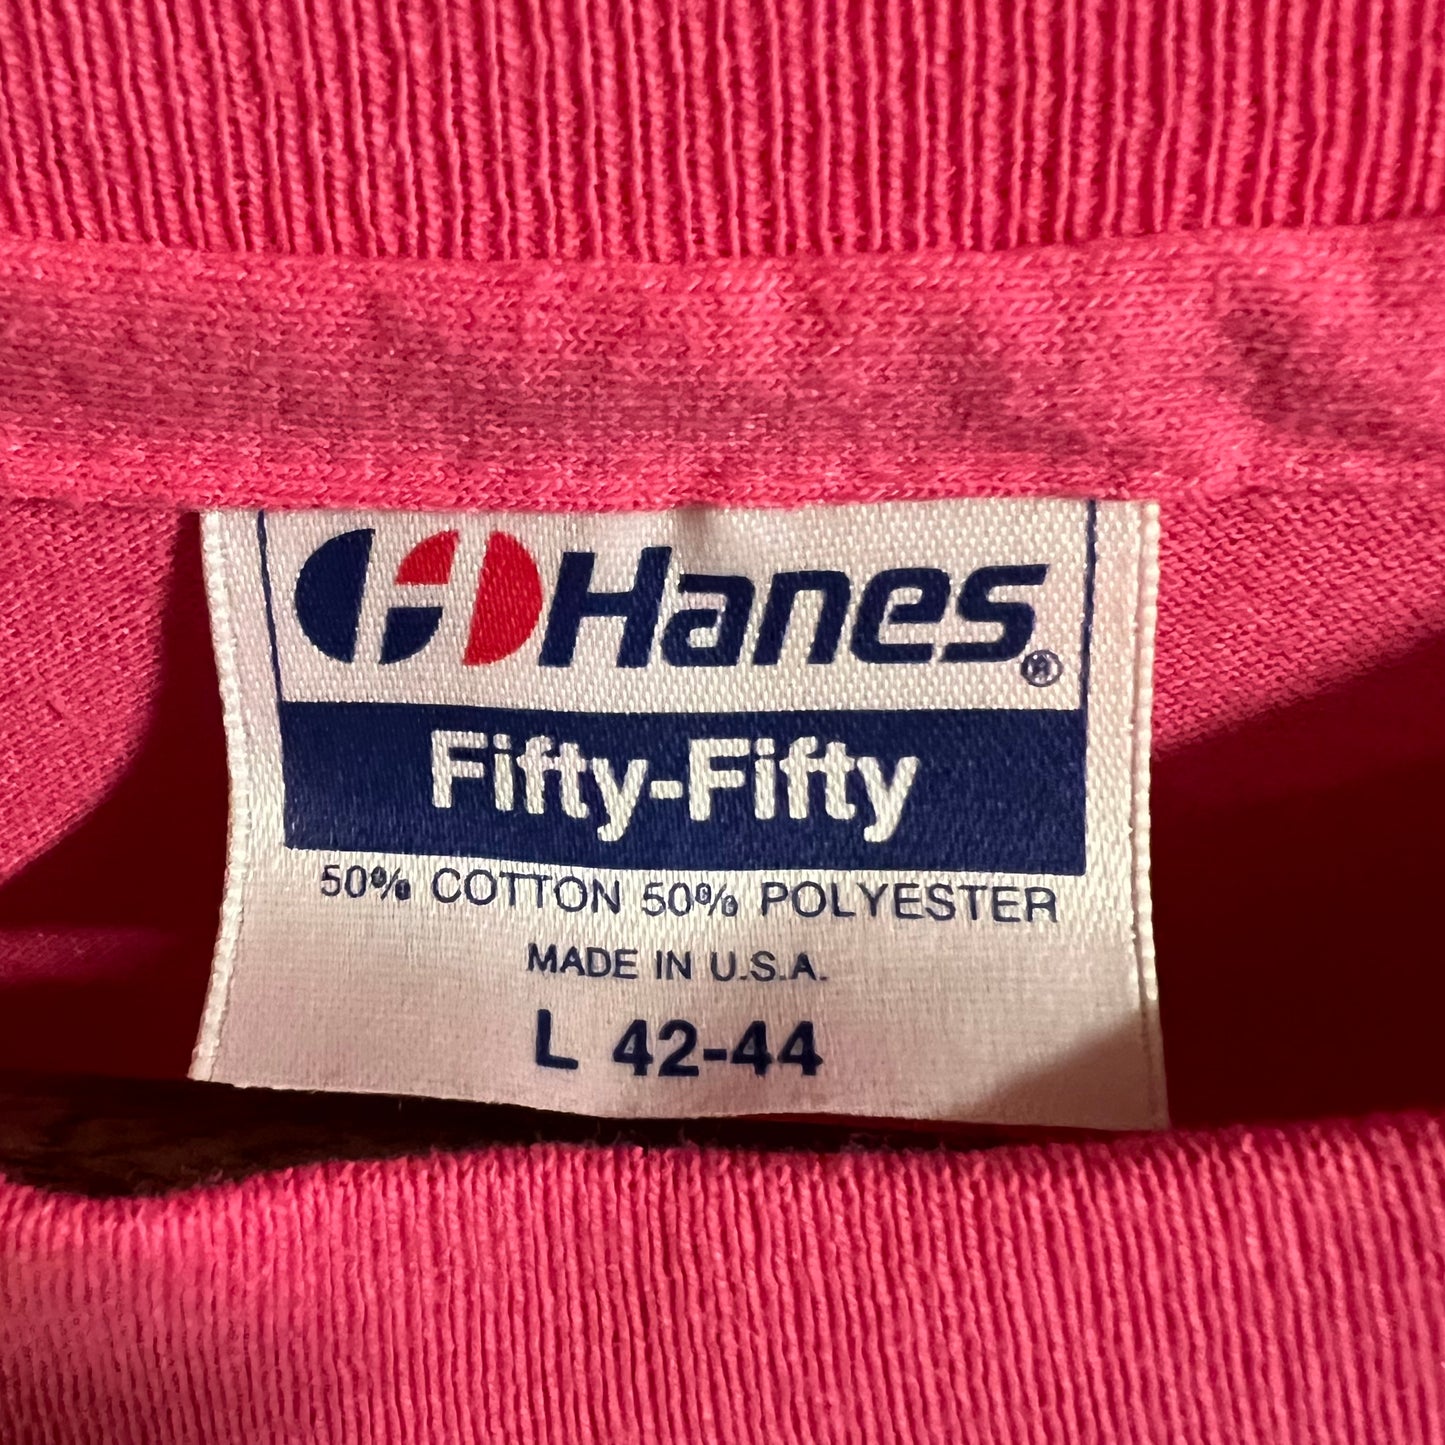 Hanes®
Fifty-Fifty
50% COTTON 50% POLYESTER
MADE IN U.S.A.
L 42-44